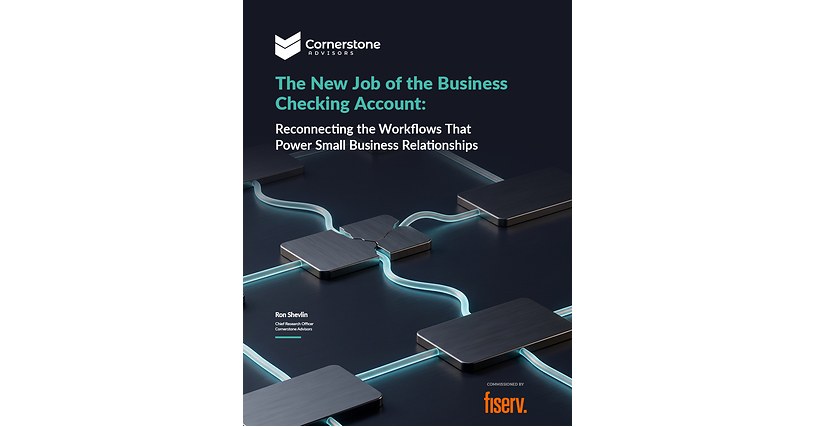 Cornerstone
ADVISORS
The New Job of the Business
Checking Account:
Reconnecting the Workflows That
Power Small Business Relationships
Ron Shevlin
Chief Research Officer
Cornerstone Advisors
COMMISSIONED BY
fiserv.